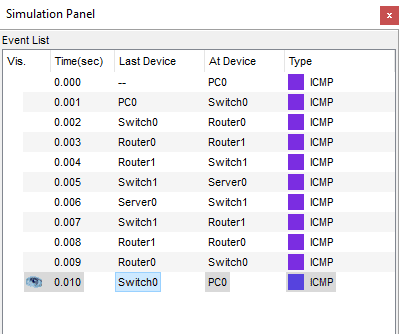 Simulation Panel x
Event List
Vis. Time(sec) Last Device At Device Type
0.000 -- PC0 ICMP
0.001 PC0 Switch0 ICMP
0.002 Switch0 Router0 ICMP
0.003 Router0 Router1 ICMP
0.004 Router1 Switch1 ICMP
0.005 Switch1 Server0 ICMP
0.006 Server0 Switch1 ICMP
0.007 Switch1 Router1 ICMP
0.008 Router1 Router0 ICMP
0.009 Router0 Switch0 ICMP
0.010 Switch0 PC0 ICMP